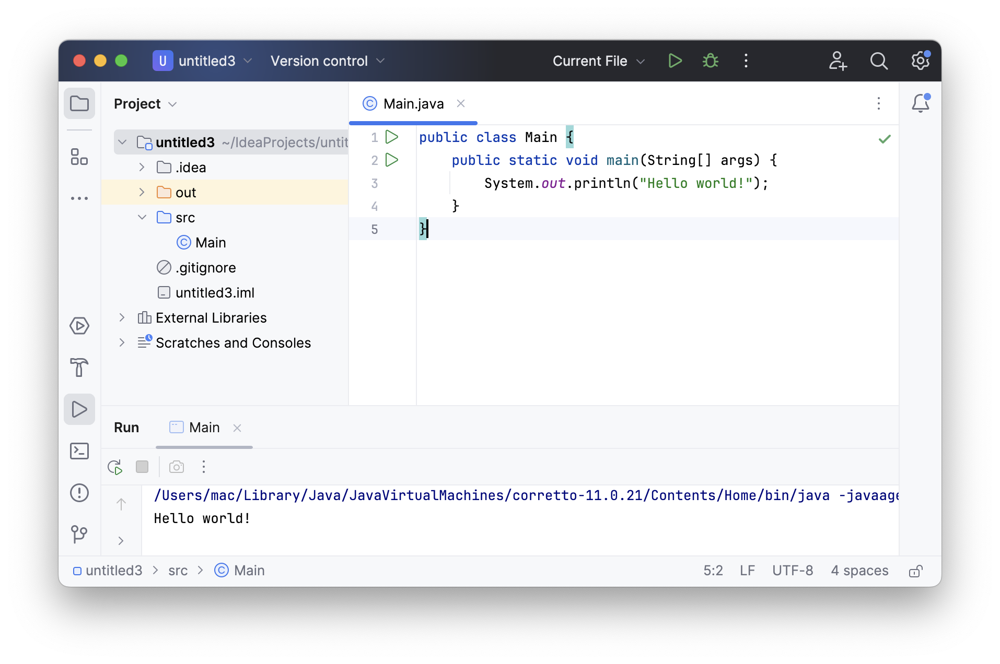 U untitled3 Version control Current File
Project
Main.java
untitled3 ~/IdeaProjects/untit
.idea
out
src
Main
.gitignore
untitled3.iml
External Libraries
Scratches and Consoles
1 public class Main {
2 public static void main(String[] args) {
3 System.out.println("Hello world!");
4 }
5 }
Run Main
/Users/mac/Library/Java/JavaVirtualMachines/corretto-11.0.21/Contents/Home/bin/java -javaage
Hello world!
untitled3 > src > Main 5:2 LF UTF-8 4 spaces